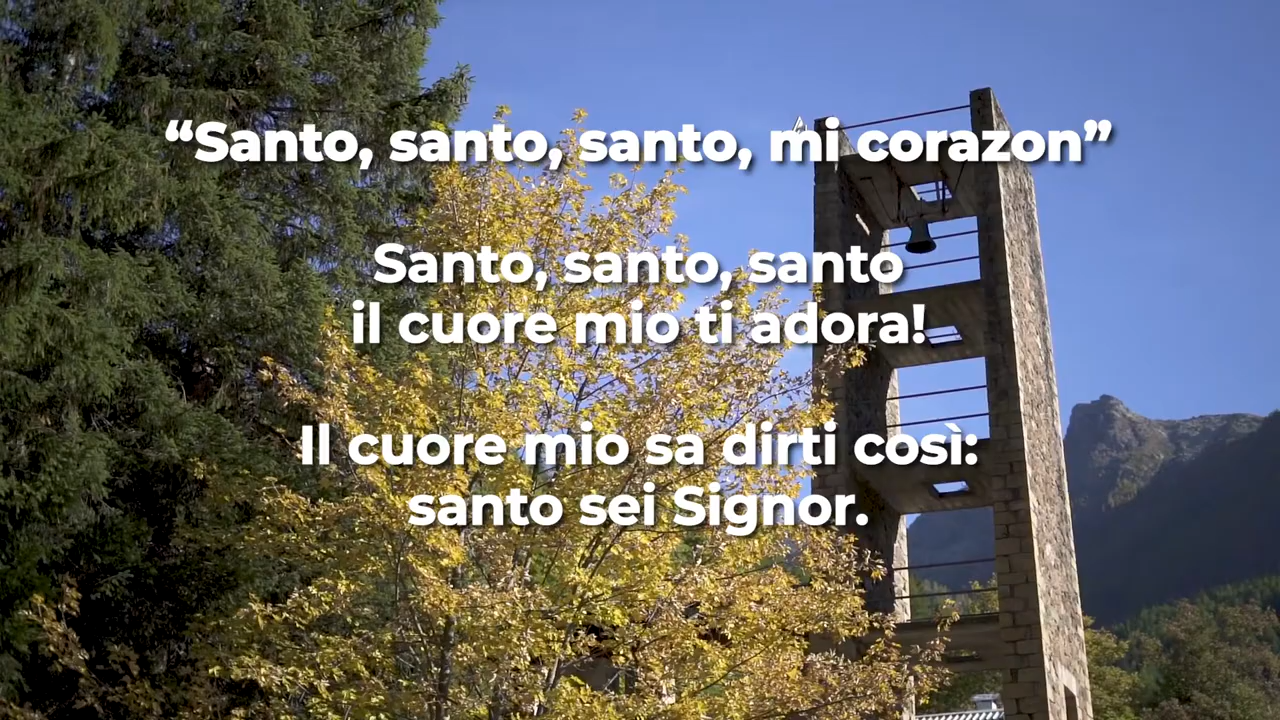 “Santo, santo, santo, mi corazon”
Santo, santo, santo
il cuore mio ti adora!
Il cuore mio sa dirti così:
santo sei Signor.